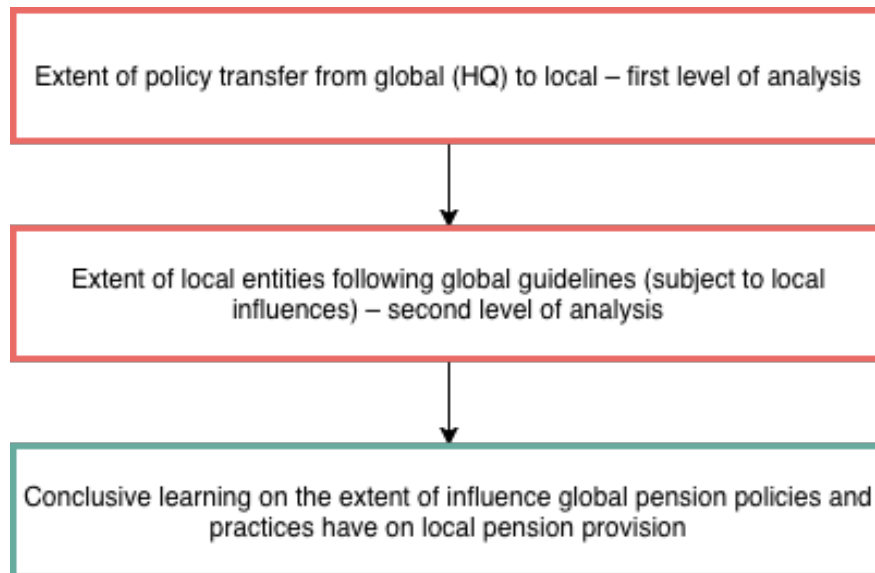 Extent of policy transfer from global (HQ) to local – first level of analysis
Extent of local entities following global guidelines (subject to local
influences) – second level of analysis
Conclusive learning on the extent of influence global pension policies and
practices have on local pension provision